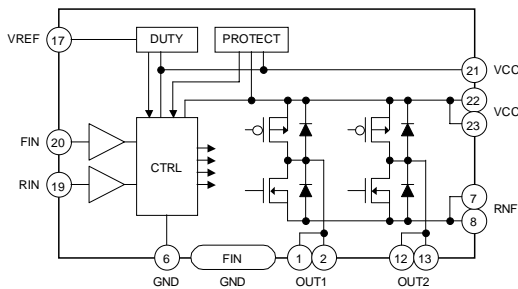 DUTY
PROTECT
VREF
17
21
VCC
22
VCC
23
FIN
20
RIN
19
CTRL
7
RNF
8
6
FIN
1
2
12
13
GND
GND
OUT1
OUT2